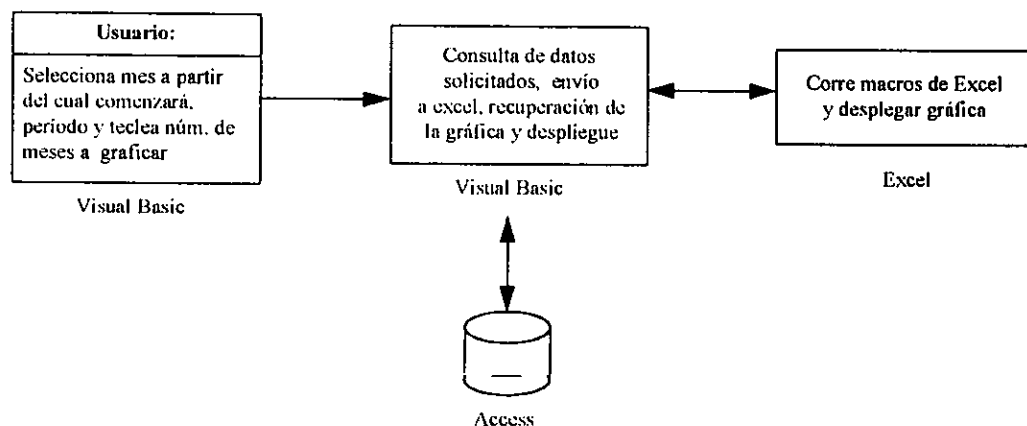 Usuario:
Selecciona mes a partir
del cual comenzará,
período y teclea núm. de
meses a graficar
Visual Basic
Consulta de datos
solicitados, envío
a excel, recuperación de
la gráfica y despliegue
Visual Basic
Corre macros de Excel
y desplegar gráfica
Excel
Access